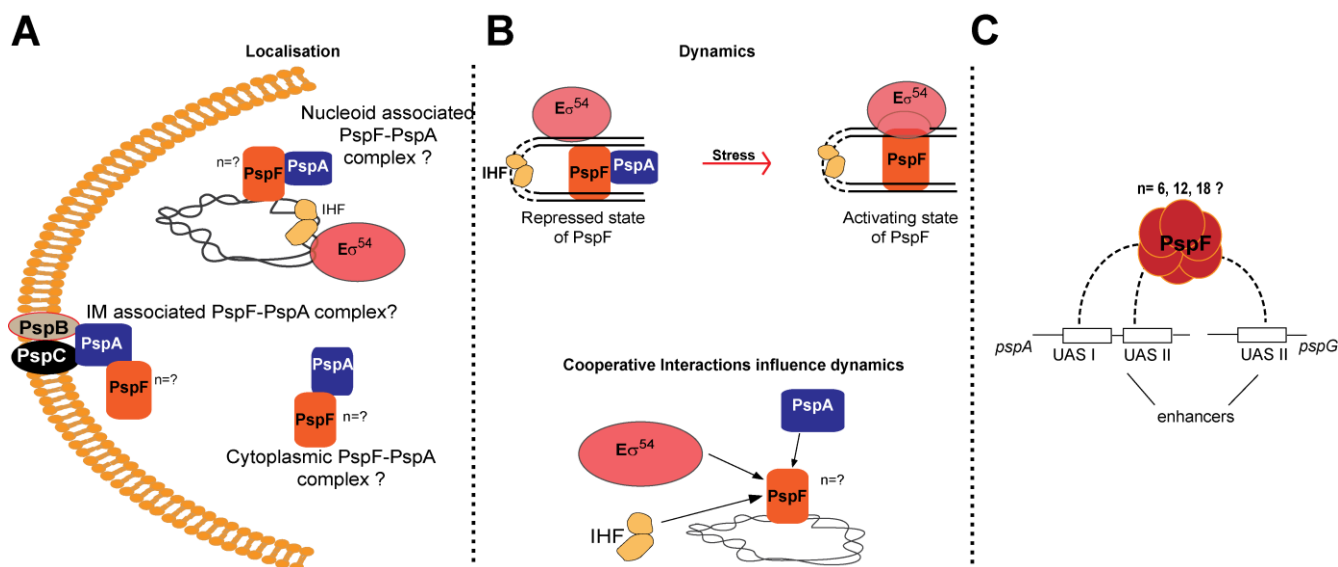 A
Localisation
Nucleoid associated
PspF-PspA
complex ?
n=?
PspF
PspA
IHF
Eσ54
IM associated PspF-PspA complex?
PspB
PspC
PspA
PspF
n=?
PspA
PspF
n=?
Cytoplasmic PspF-PspA
complex ?
B
Dynamics
Eσ54
IHF
PspF
PspA
Repressed state
of PspF
Stress
Eσ54
PspF
Activating state
of PspF
Cooperative Interactions influence dynamics
PspA
Eσ54
PspF
n=?
IHF
C
n= 6, 12, 18 ?
PspF
pspA
UAS I
UAS II
UAS II
pspG
enhancers